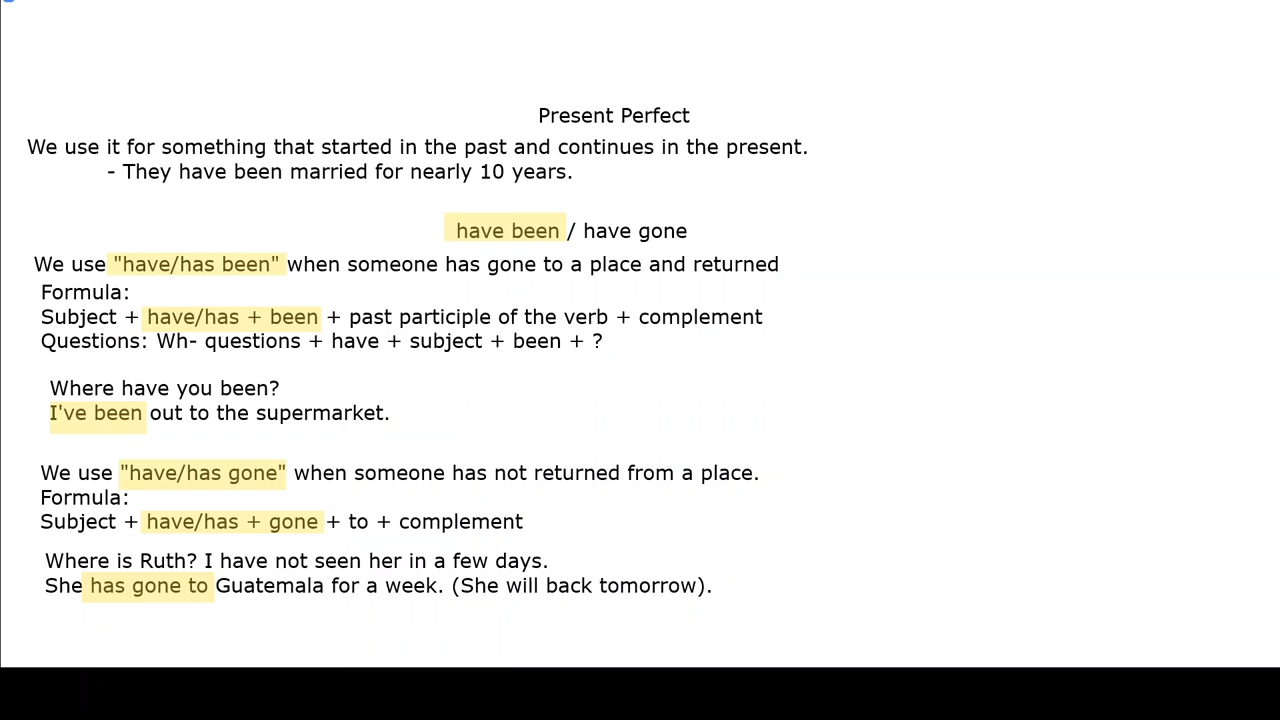 Present Perfect
We use it for something that started in the past and continues in the present.
- They have been married for nearly 10 years.
have been / have gone
We use "have/has been" when someone has gone to a place and returned
Formula:
Subject + have/has + been + past participle of the verb + complement
Questions: Wh- questions + have + subject + been + ?
Where have you been?
I've been out to the supermarket.
We use "have/has gone" when someone has not returned from a place.
Formula:
Subject + have/has + gone + to + complement
Where is Ruth? I have not seen her in a few days.
She has gone to Guatemala for a week. (She will back tomorrow).